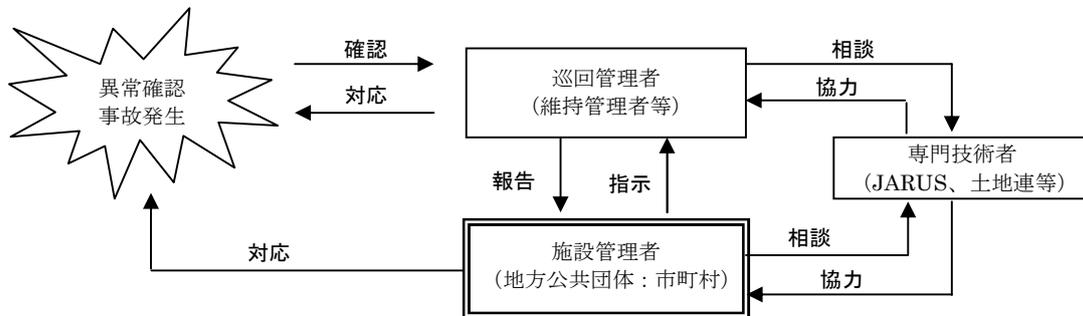 確認
相談
異常確認
事故発生
対応
巡回管理者
（維持管理者等）
協力
専門技術者
（JARUS、土地連等）
報告
指示
対応
施設管理者
（地方公共団体：市町村）
相談
協力